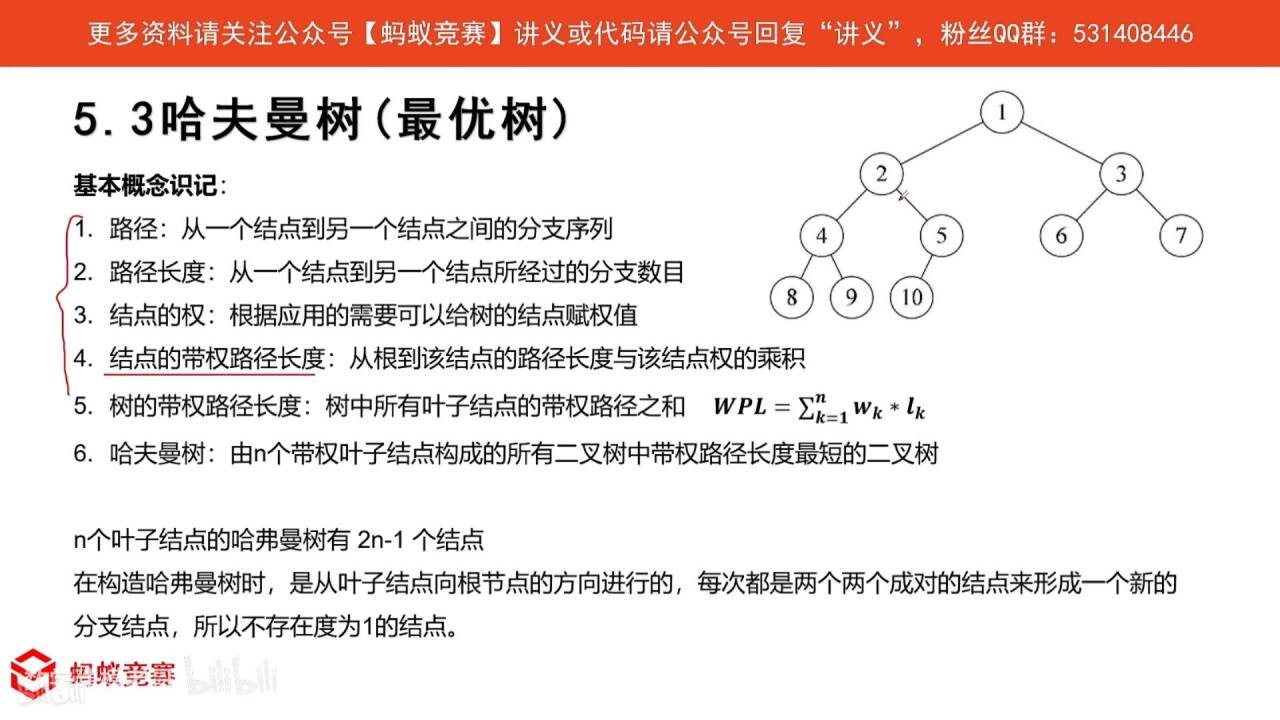 更多资料请关注公众号【蚂蚁竞赛】讲义或代码请公众号回复“讲义”，粉丝QQ群：531408446
5.3哈夫曼树(最优树)
基本概念识记：
1. 路径：从一个结点到另一个结点之间的分支序列
2. 路径长度：从一个结点到另一个结点所经过的分支数目
3. 结点的权：根据应用的需要可以给树的结点赋权值
4. 结点的带权路径长度：从根到该结点的路径长度与该结点权的乘积
5. 树的带权路径长度：树中所有叶子结点的带权路径之和 WPL = ∑ⁿₖ₌₁ wₖ * lₖ
6. 哈夫曼树：由n个带权叶子结点构成的所有二叉树中带权路径长度最短的二叉树
n个叶子结点的哈弗曼树有 2n-1 个结点
在构造哈弗曼树时，是从叶子结点向根节点的方向进行的，每次都是两个两个成对的结点来形成一个新的
分支结点，所以不存在度为1的结点。
1
2 3
4 5 6 7
8 9 10
蚂蚁竞赛
bilibili